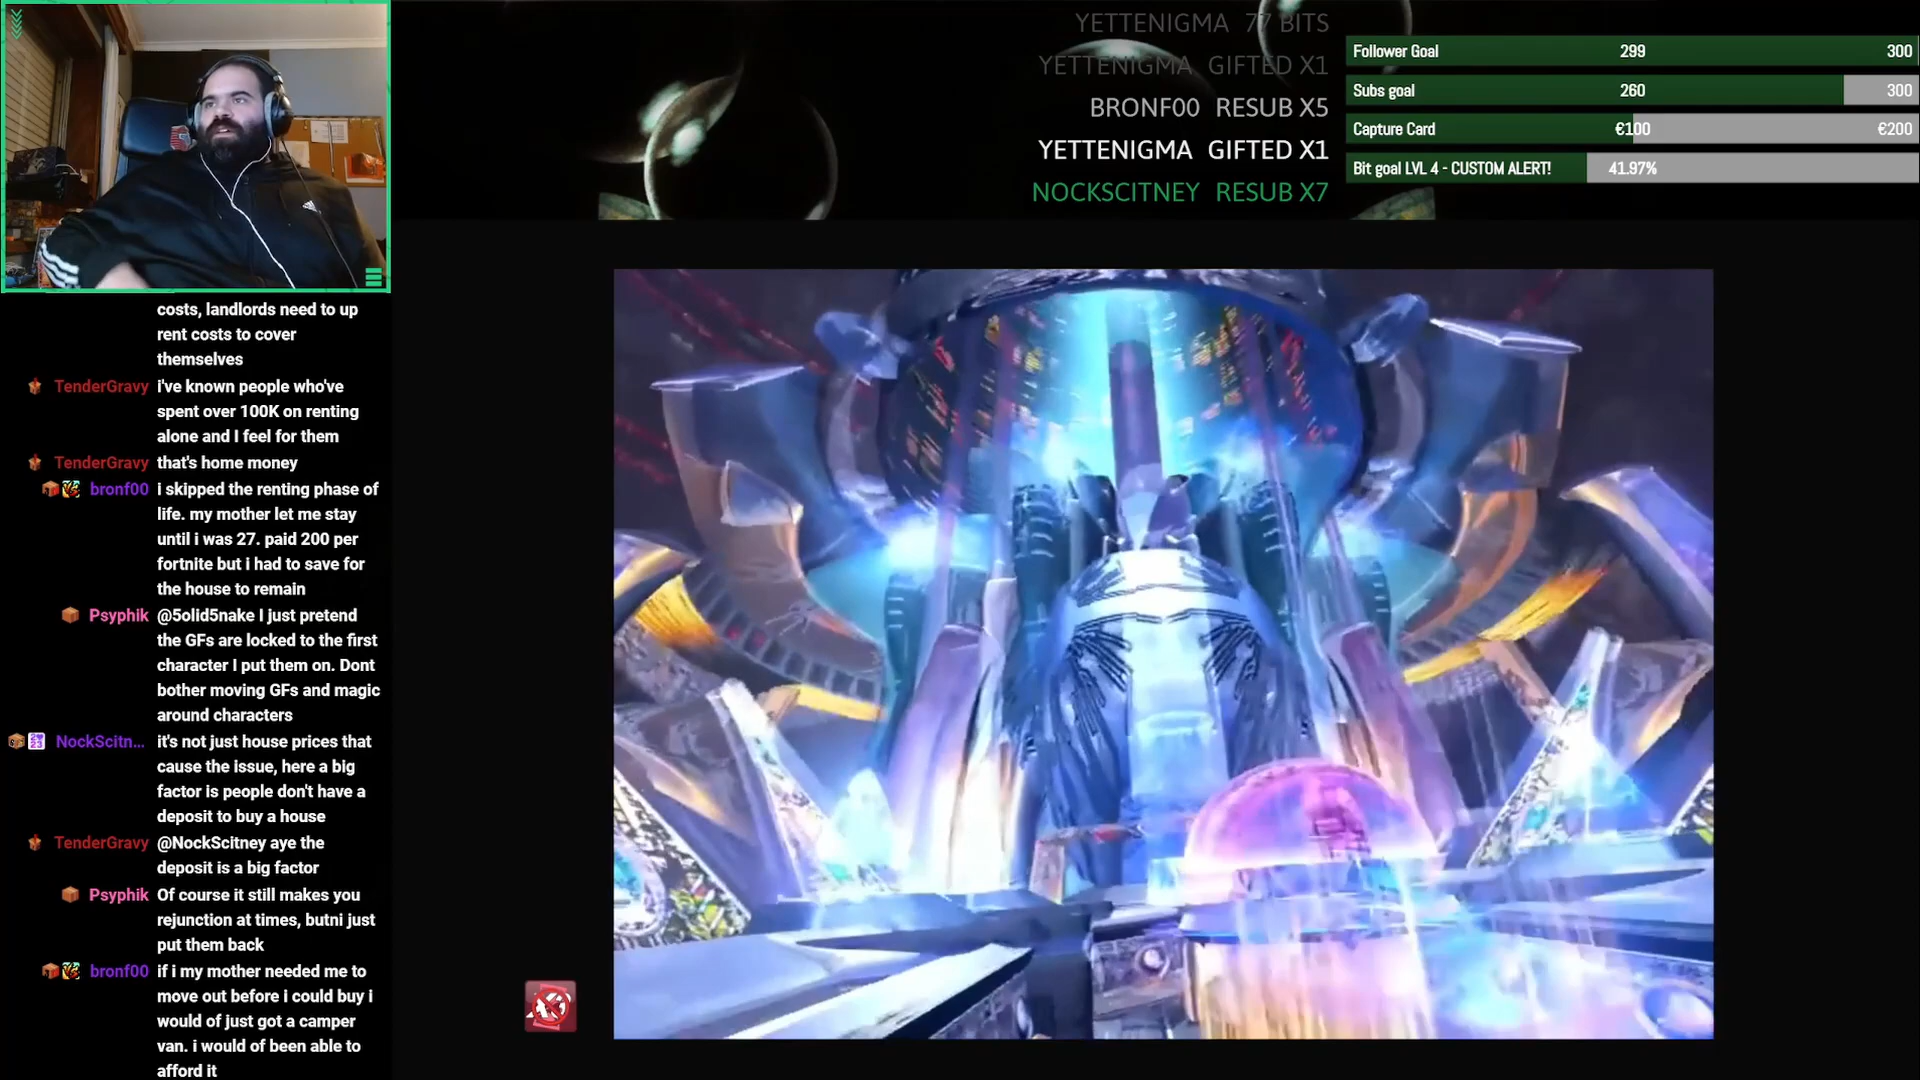 YETTENIGMA 77 BITS
YETTENIGMA GIFTED X1
BRONF00 RESUB X5
YETTENIGMA GIFTED X1
NOCKSCITNEY RESUB X7
Follower Goal 299 300
Subs goal 260 300
Capture Card €100 €200
Bit goal LVL 4 - CUSTOM ALERT! 41.97%
costs, landlords need to up
rent costs to cover
themselves
TenderGravy i've known people who've
spent over 100K on renting
alone and I feel for them
TenderGravy that's home money
bronf00 i skipped the renting phase of
life. my mother let me stay
until i was 27. paid 200 per
fortnite but i had to save for
the house to remain
Psyphik @5olid5nake I just pretend
the GFs are locked to the first
character I put them on. Dont
bother moving GFs and magic
around characters
NockScitn... it's not just house prices that
cause the issue, here a big
factor is people don't have a
deposit to buy a house
TenderGravy @NockScitney aye the
deposit is a big factor
Psyphik Of course it still makes you
rejunction at times, butni just
put them back
bronf00 if i my mother needed me to
move out before i could buy i
would of just got a camper
van. i would of been able to
afford it